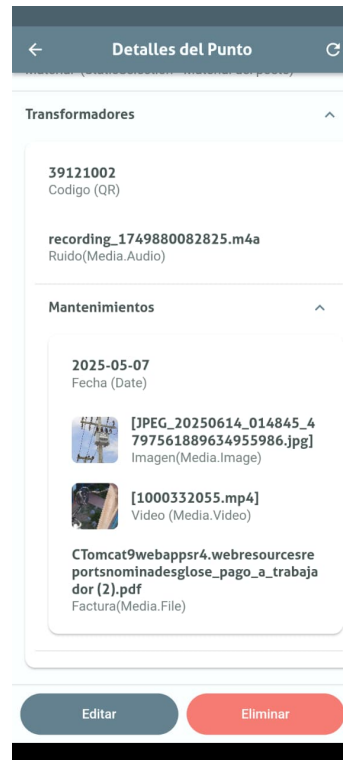 Detalles del Punto
Transformadores
39121002
Codigo (QR)
recording_1749880082825.m4a
Ruido(Media.Audio)
Mantenimientos
2025-05-07
Fecha (Date)
[JPEG_20250614_014845_4
797561889634955986.jpg]
Imagen(Media.Image)
[1000332055.mp4]
Video (Media.Video)
CTomcat9webappsr4.webresourcesre
portsnominadesglose_pago_a_trabaja
dor (2).pdf
Factura(Media.File)
Editar
Eliminar